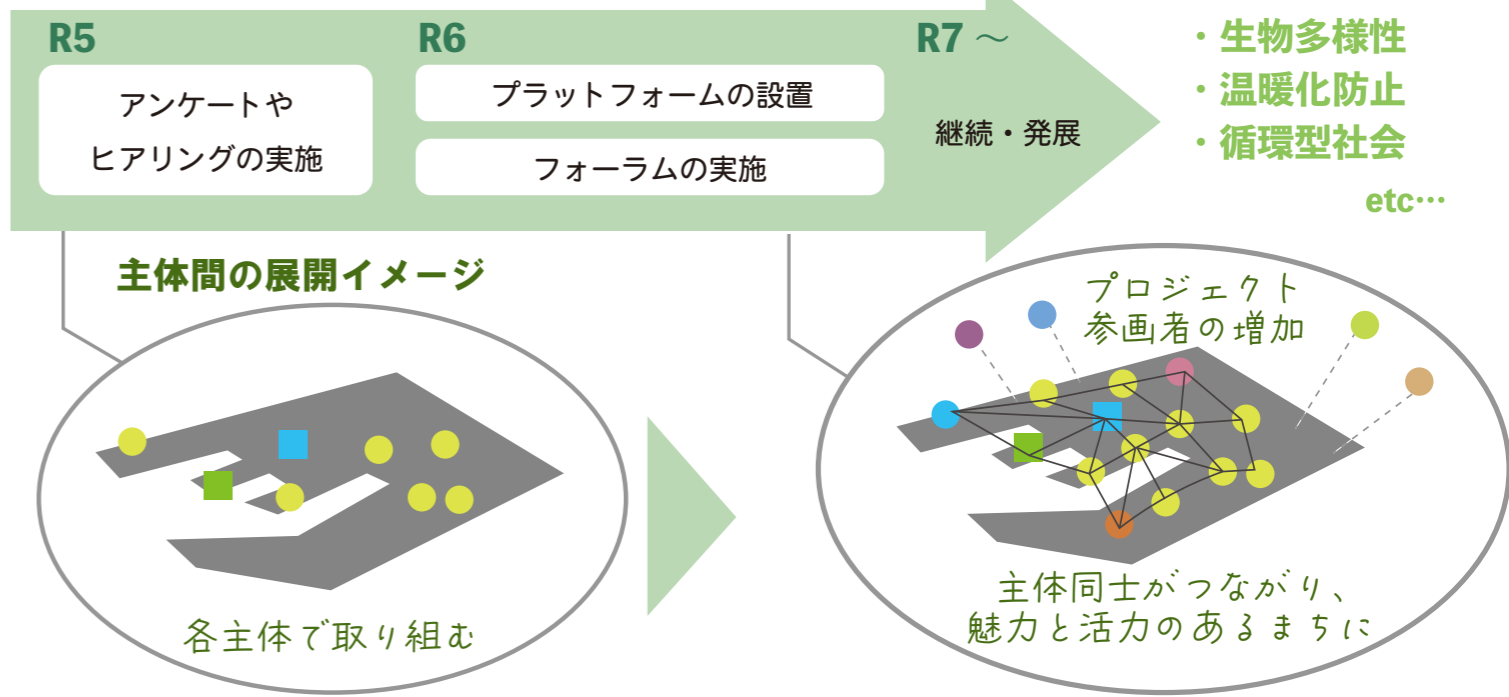 R5
アンケートや
ヒアリングの実施
R6
プラットフォームの設置
フォーラムの実施
R7 ～
継続・発展
・生物多様性
・温暖化防止
・循環型社会
etc…
主体間の展開イメージ
各主体で取り組む
プロジェクト
参画者の増加
主体同士がつながり、
魅力と活力のあるまちに